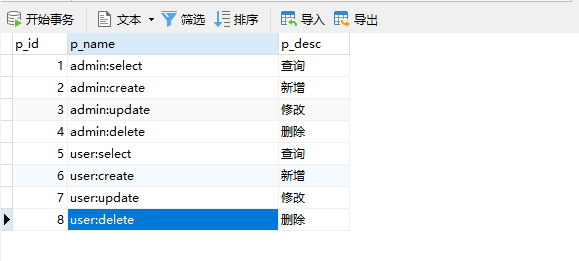 开始事务 文本 筛选 排序 导入 导出
p_id p_name p_desc
1 admin:select 查询
2 admin:create 新增
3 admin:update 修改
4 admin:delete 删除
5 user:select 查询
6 user:create 新增
7 user:update 修改
8 user:delete 删除